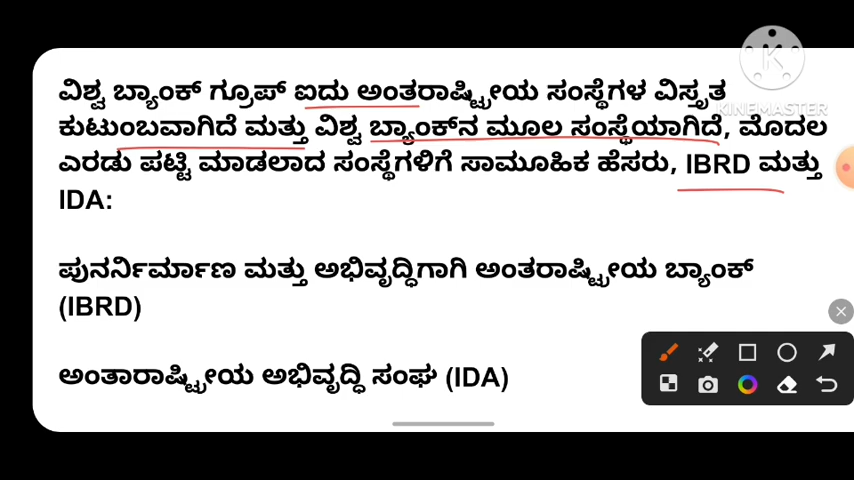 ವಿಶ್ವ ಬ್ಯಾಂಕ್ ಗ್ರೂಪ್ ಐದು ಅಂತರಾಷ್ಟ್ರೀಯ ಸಂಸ್ಥೆಗಳ ವಿಸ್ತೃತ
ಕುಟುಂಬವಾಗಿದೆ ಮತ್ತು ವಿಶ್ವ ಬ್ಯಾಂಕ್‌ನ ಮೂಲ ಸಂಸ್ಥೆಯಾಗಿದೆ, ಮೊದಲ
ಎರಡು ಪಟ್ಟಿ ಮಾಡಲಾದ ಸಂಸ್ಥೆಗಳಿಗೆ ಸಾಮೂಹಿಕ ಹೆಸರು, IBRD ಮತ್ತು
IDA:
ಪುನರ್ನಿರ್ಮಾಣ ಮತ್ತು ಅಭಿವೃದ್ಧಿಗಾಗಿ ಅಂತರಾಷ್ಟ್ರೀಯ ಬ್ಯಾಂಕ್
(IBRD)
ಅಂತಾರಾಷ್ಟ್ರೀಯ ಅಭಿವೃದ್ಧಿ ಸಂಘ (IDA)
K
KINEMASTER